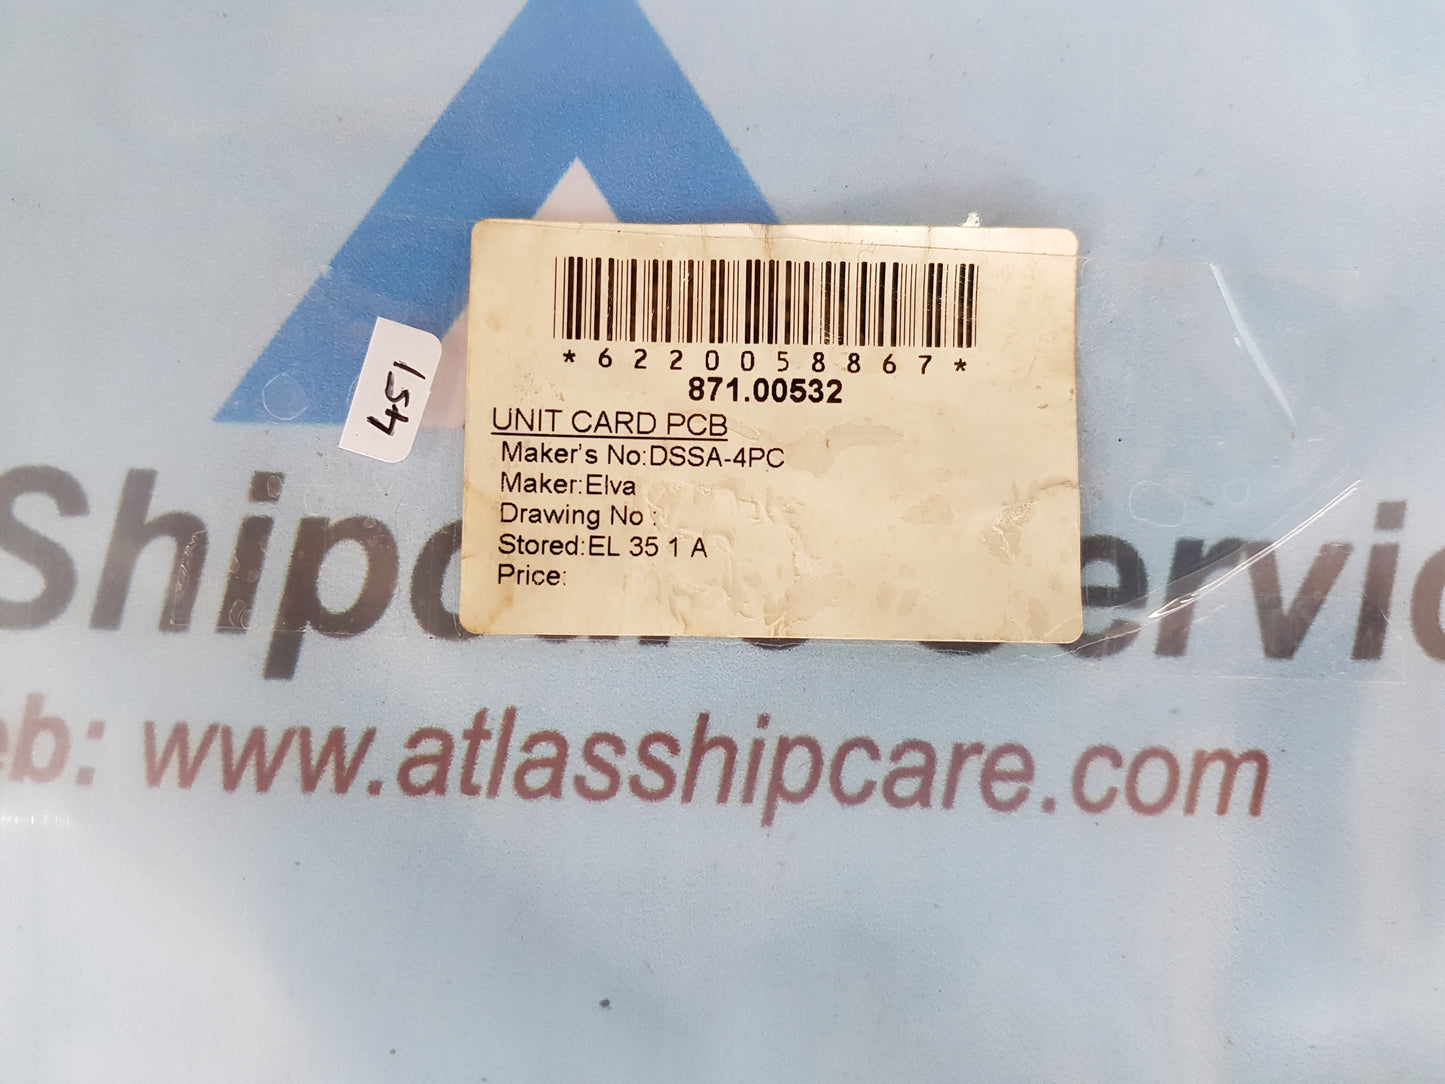 *6220058867*
871.00532
UNIT CARD PCB
Maker's No:DSSA-4PC
Maker:Elva
Drawing No :
Stored:EL 35 1 A
Price:
451
www.atlasshipcare.com